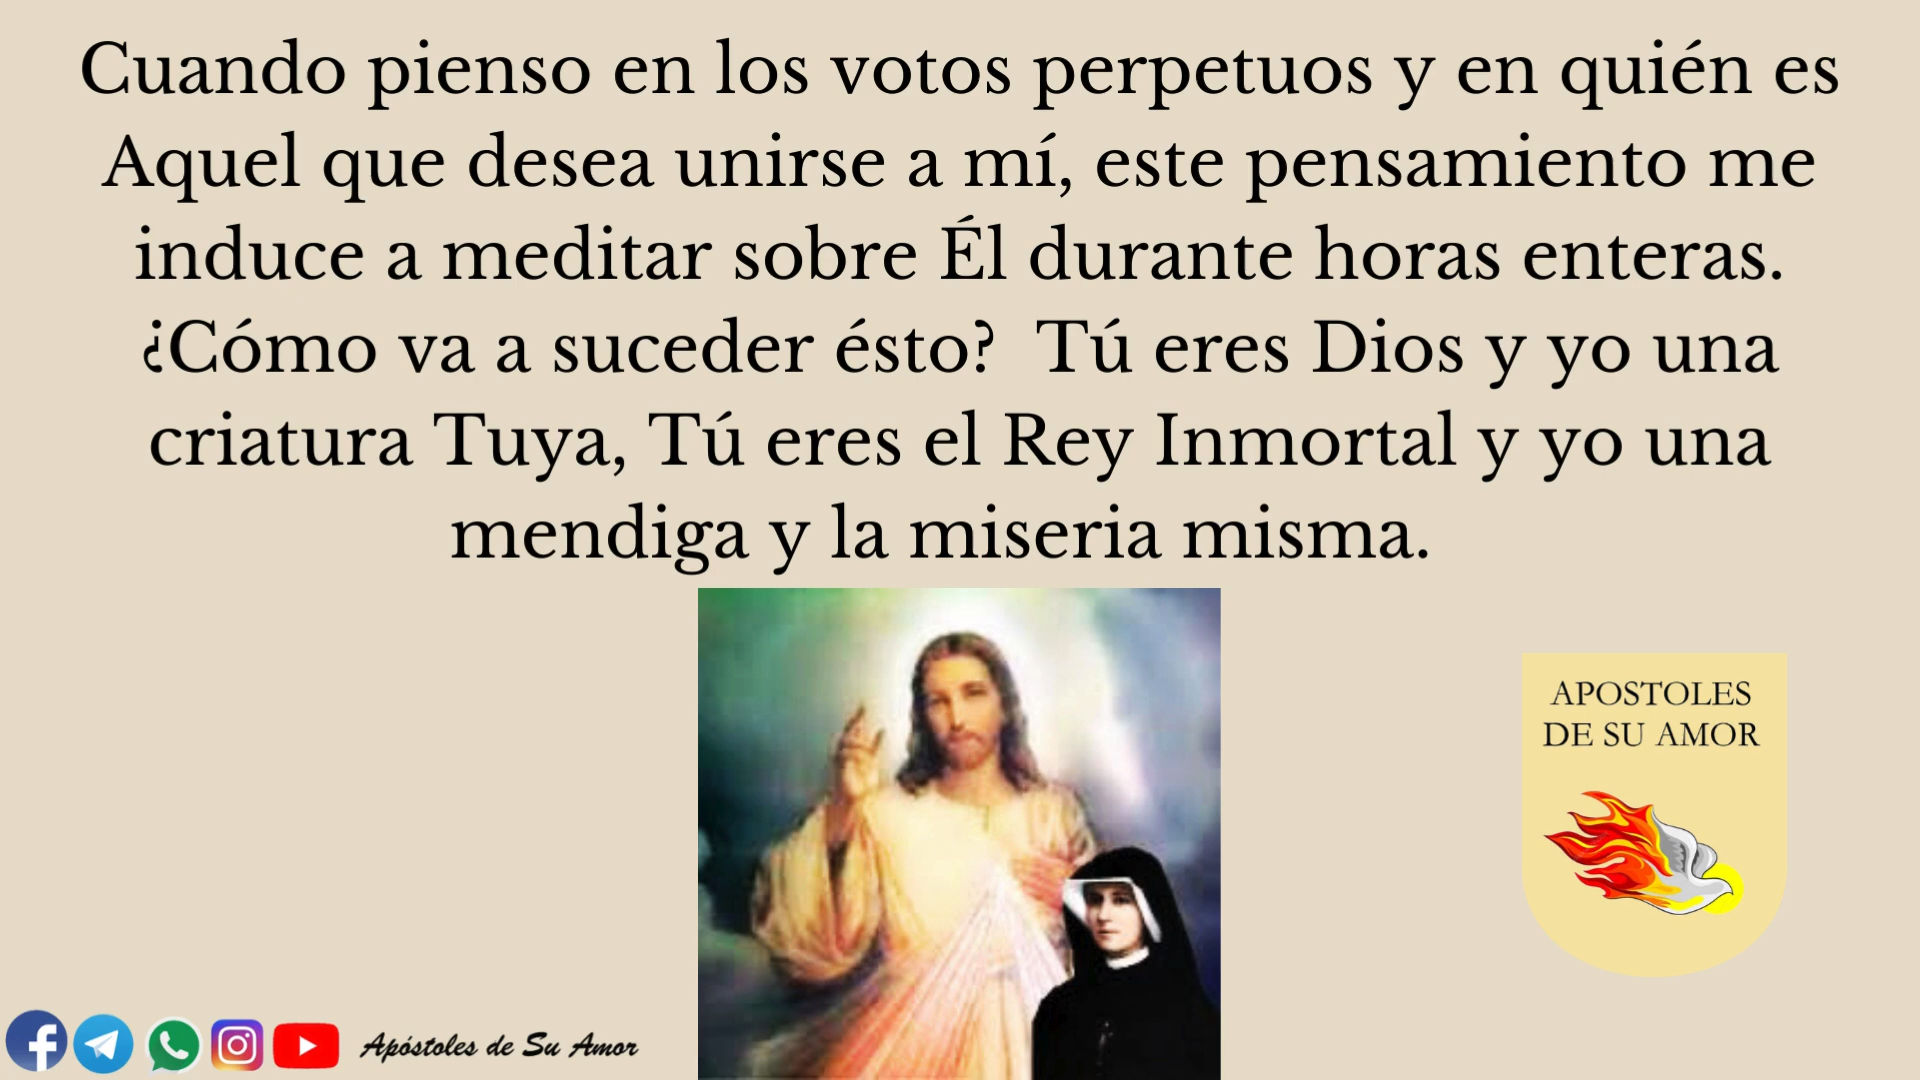 Cuando pienso en los votos perpetuos y en quién es
Aquel que desea unirse a mí, este pensamiento me
induce a meditar sobre Él durante horas enteras.
¿Cómo va a suceder ésto?  Tú eres Dios y yo una
criatura Tuya, Tú eres el Rey Inmortal y yo una
mendiga y la miseria misma.
APOSTOLES
DE SU AMOR
Apóstoles de Su Amor